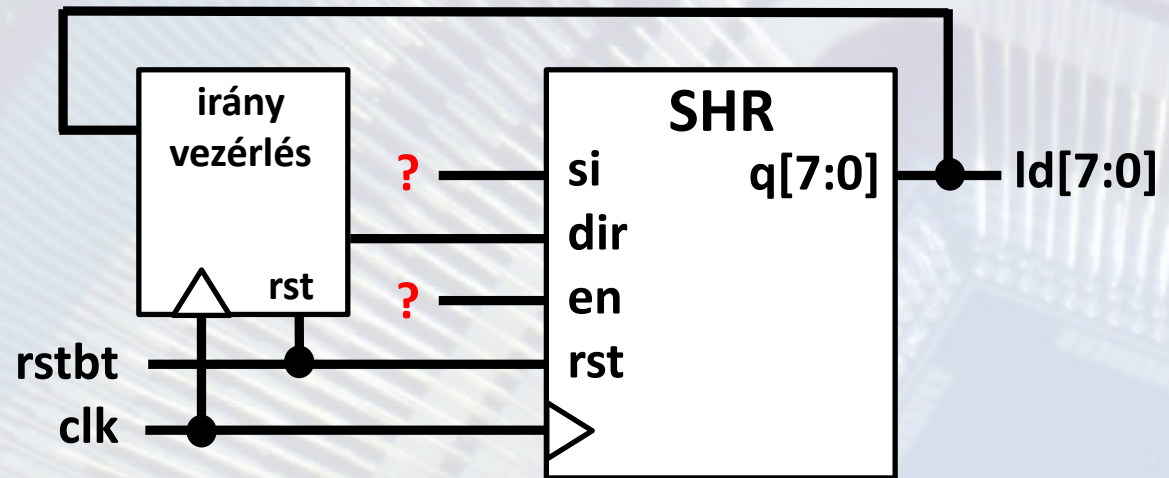 irány
vezérlés
rst
SHR
? si
q[7:0]
ld[7:0]
dir
? en
rstbt
rst
clk